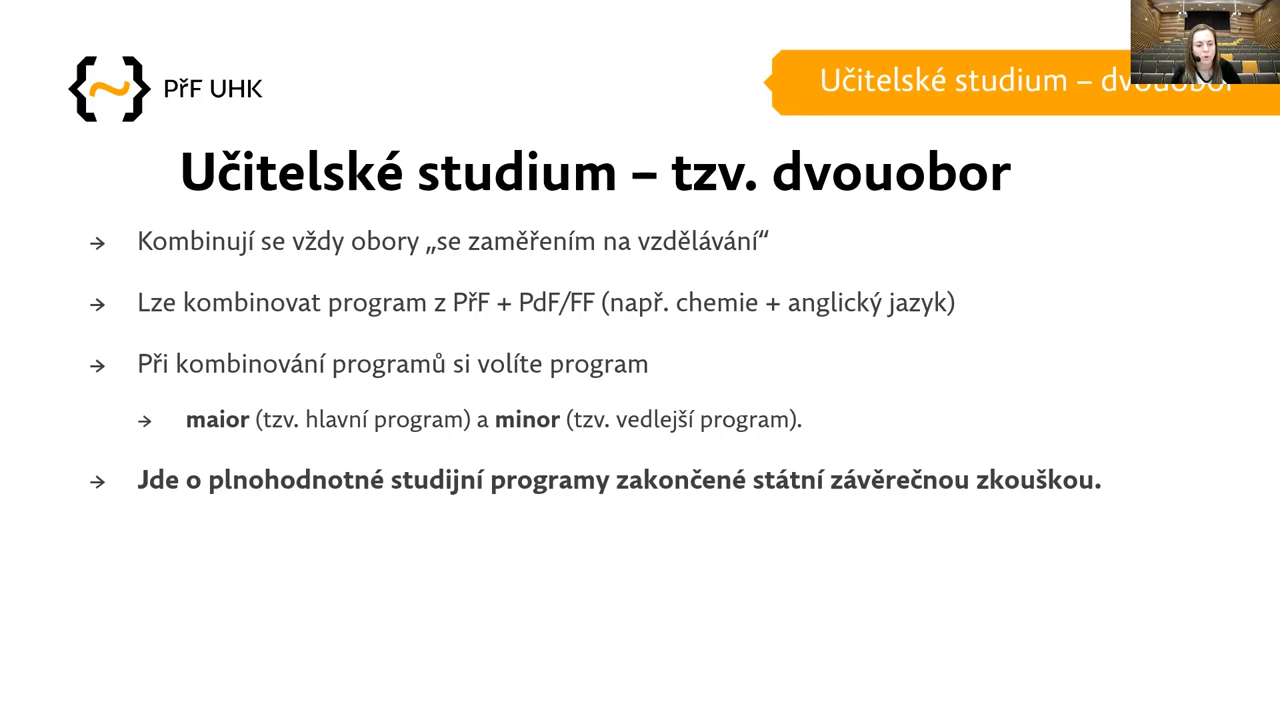 PřF UHK
Učitelské studium – dvouobor
Učitelské studium – tzv. dvouobor
→ Kombinují se vždy obory „se zaměřením na vzdělávání“
→ Lze kombinovat program z PřF + PdF/FF (např. chemie + anglický jazyk)
→ Při kombinování programů si volíte program
→ maior (tzv. hlavní program) a minor (tzv. vedlejší program).
→ Jde o plnohodnotné studijní programy zakončené státní závěrečnou zkouškou.